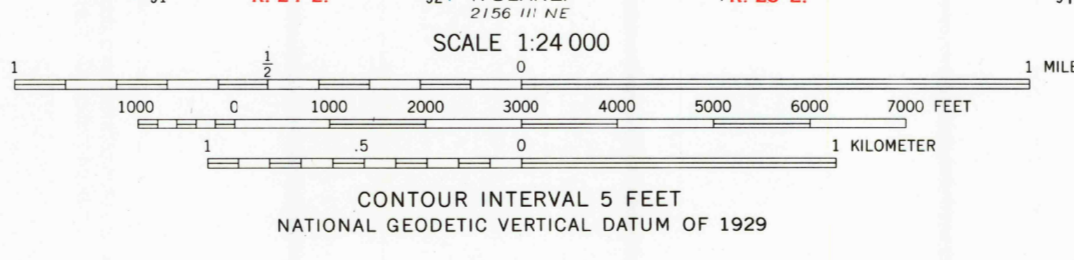 2156 III NE
SCALE 1:24 000
1 1/2 0 1 MILE
1000 0 1000 2000 3000 4000 5000 6000 7000 FEET
1 .5 0 1 KILOMETER
CONTOUR INTERVAL 5 FEET
NATIONAL GEODETIC VERTICAL DATUM OF 1929